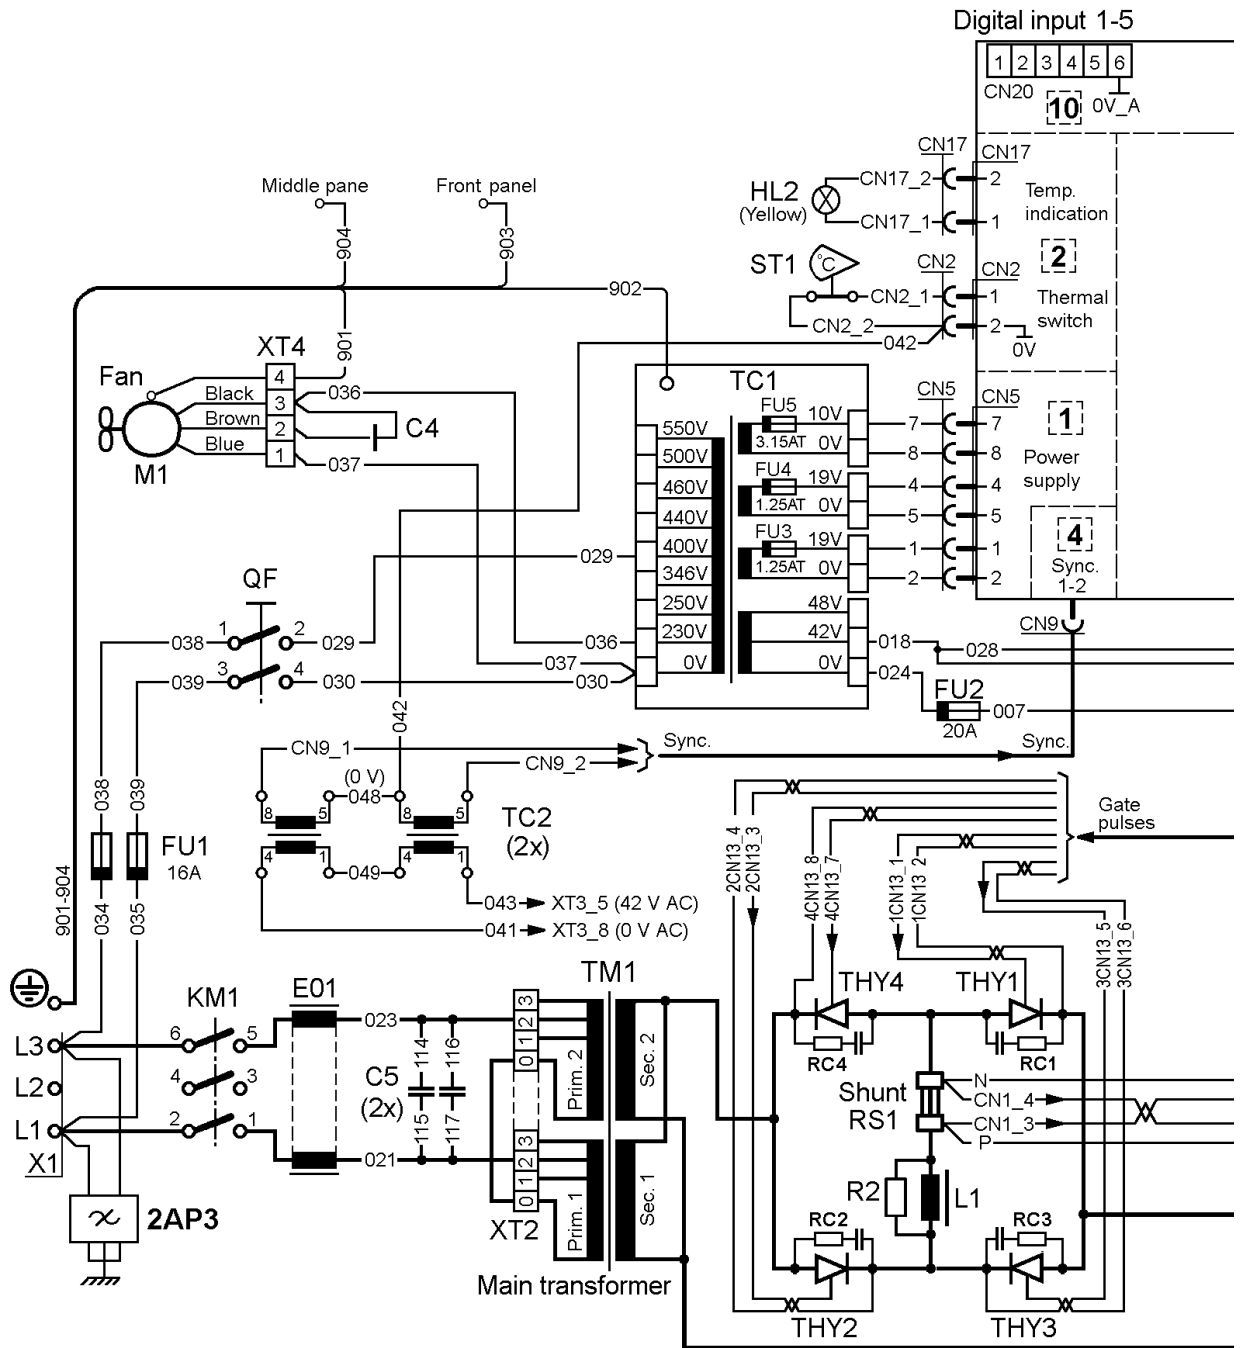 Digital input 1-5
1 2 3 4 5 6
CN20
10
0V_A
CN17
CN17
Middle pane
Front panel
HL2
(Yellow)
CN17_2
2
CN17_1
1
Temp.
indication
2
904
903
ST1
°C
CN2
CN2
CN2_1
1
CN2_2
2
0V
Thermal
switch
902
042
901
XT4
Fan
4
Black
3
036
Brown
2
C4
Blue
1
037
M1
TC1
550V
500V
460V
440V
400V
346V
250V
230V
0V
FU5
10V
3.15AT
0V
FU4
19V
1.25AT
0V
FU3
19V
1.25AT
0V
48V
42V
0V
CN5
CN5
7
7
8
8
4
4
5
5
1
1
2
2
1
Power
supply
4
Sync.
1-2
CN9
029
QF
038
1
2
029
036
039
3
4
030
037
030
018
028
024
FU2
007
20A
042
CN9_1
CN9_2
Sync.
Sync.
(0 V)
048
8
5
8
5
TC2
(2x)
4
1
4
1
049
043
XT3_5 (42 V AC)
041
XT3_8 (0 V AC)
038
039
FU1
16A
034
035
901-904
2CN13_4
2CN13_3
4CN13_8
4CN13_7
1CN13_1
1CN13_2
3CN13_5
3CN13_6
Gate
pulses
TM1
KM1
E01
L3
6
5
023
L2
4
3
L1
2
1
021
X1
2AP3
C5
(2x)
114
116
115
117
3
2
1
0
Prim. 2
Sec. 2
3
2
1
0
Prim. 1
Sec. 1
XT2
Main transformer
THY4
THY1
RC4
RC1
Shunt
RS1
N
CN1_4
CN1_3
P
R2
L1
RC2
RC3
THY2
THY3